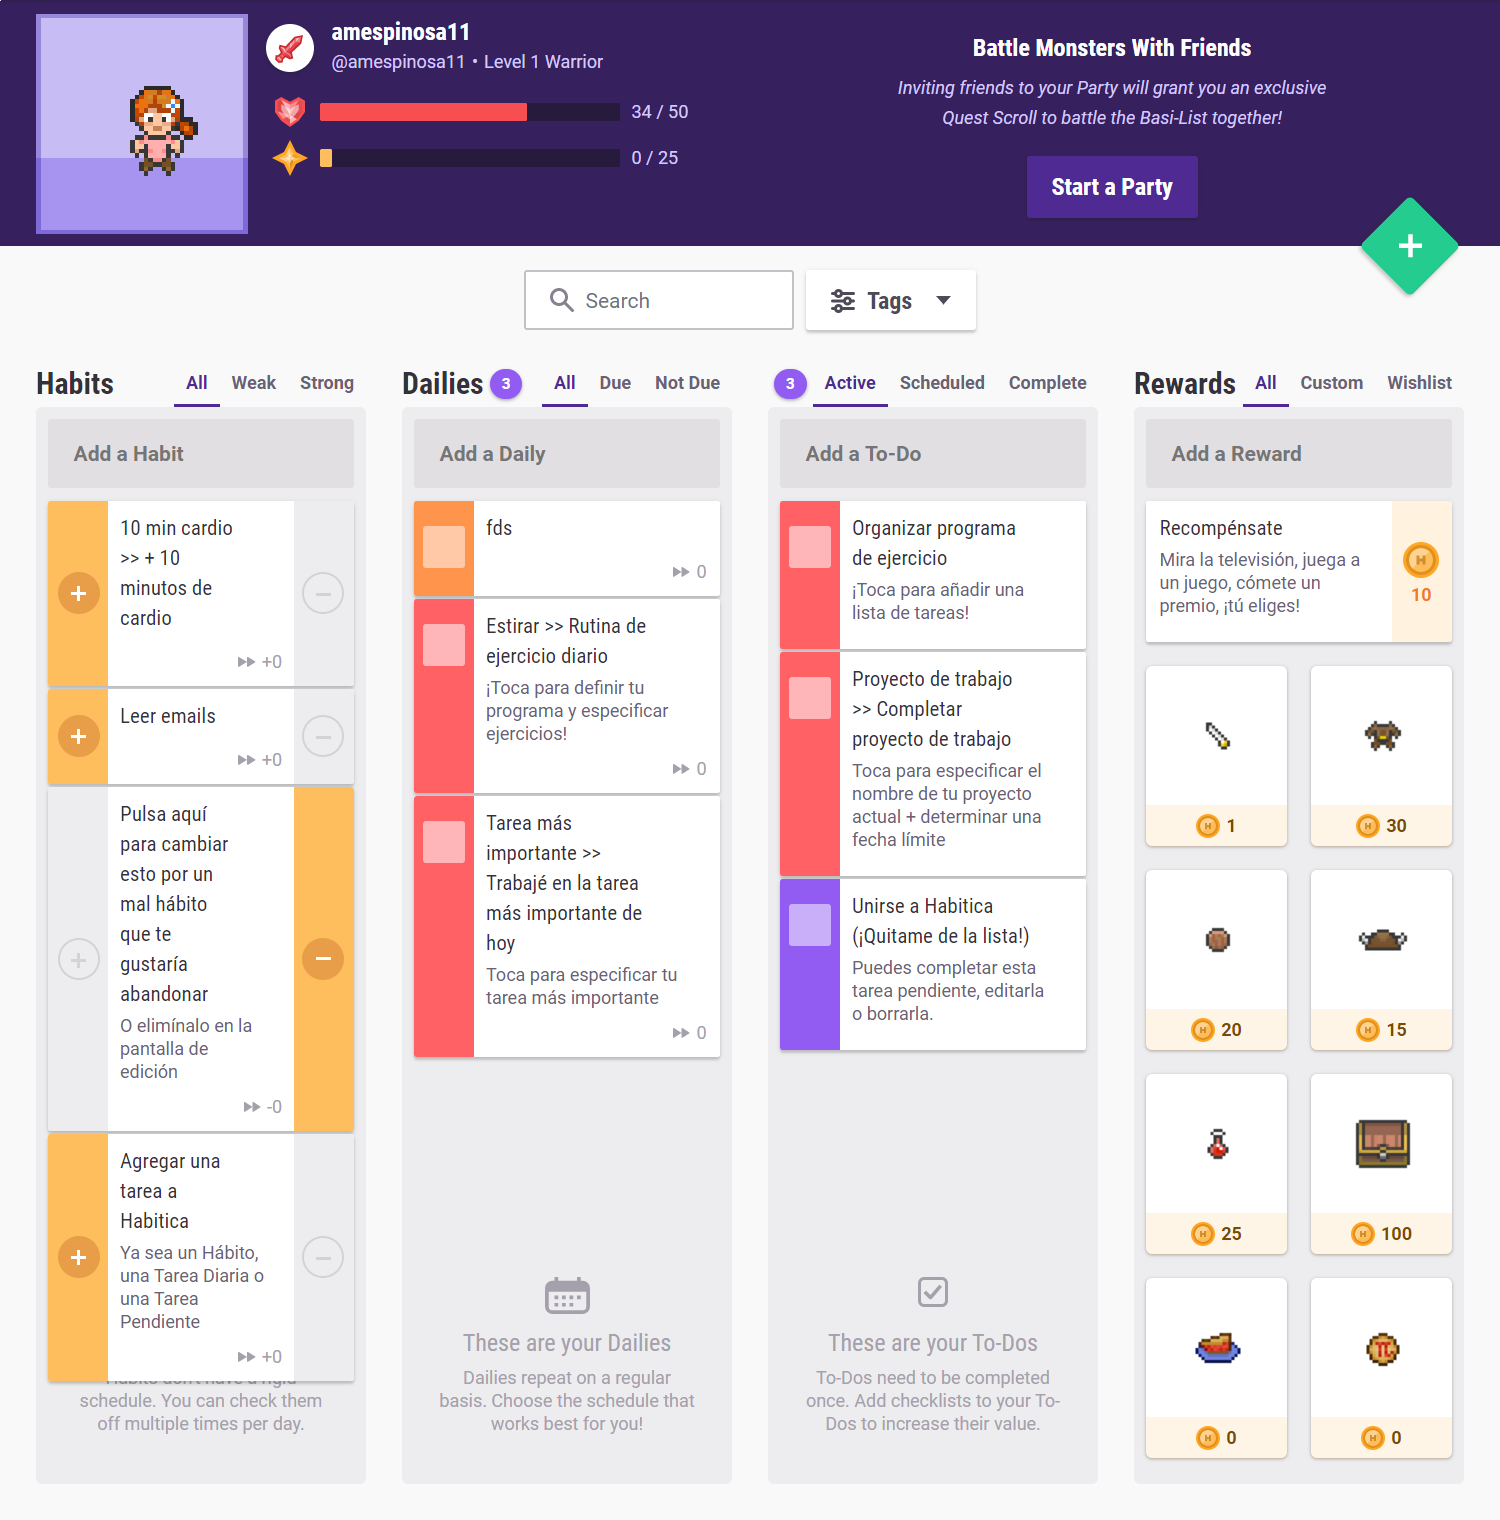 amespinosa11
@amespinosa11 • Level 1 Warrior
34 / 50
0 / 25
Battle Monsters With Friends
Inviting friends to your Party will grant you an exclusive
Quest Scroll to battle the Basi-List together!
Start a Party
Search
Tags
Habits
All Weak Strong
Add a Habit
10 min cardio
>> + 10
minutos de
cardio
+0
Leer emails
+0
Pulsa aquí
para cambiar
esto por un
mal hábito
que te
gustaría
abandonar
O elimínalo en la
pantalla de
edición
-0
Agregar una
tarea a
Habitica
Ya sea un Hábito,
una Tarea Diaria o
una Tarea
Pendiente
+0
Habits don't have a rigid
schedule. You can check them
off multiple times per day.
Dailies 3
All Due Not Due
Add a Daily
fds
0
Estirar >> Rutina de
ejercicio diario
¡Toca para definir tu
programa y especificar
ejercicios!
0
Tarea más
importante >>
Trabajé en la tarea
más importante de
hoy
Toca para especificar tu
tarea más importante
0
These are your Dailies
Dailies repeat on a regular
basis. Choose the schedule that
works best for you!
3
Active Scheduled Complete
Add a To-Do
Organizar programa
de ejercicio
¡Toca para añadir una
lista de tareas!
Proyecto de trabajo
>> Completar
proyecto de trabajo
Toca para especificar el
nombre de tu proyecto
actual + determinar una
fecha límite
Unirse a Habitica
(¡Quitame de la lista!)
Puedes completar esta
tarea pendiente, editarla
o borrarla.
These are your To-Dos
To-Dos need to be completed
once. Add checklists to your To-
Dos to increase their value.
Rewards
All Custom Wishlist
Add a Reward
Recompénsate
Mira la televisión, juega a
un juego, cómete un
premio, ¡tú eliges!
10
1
30
20
15
25
100
0
0